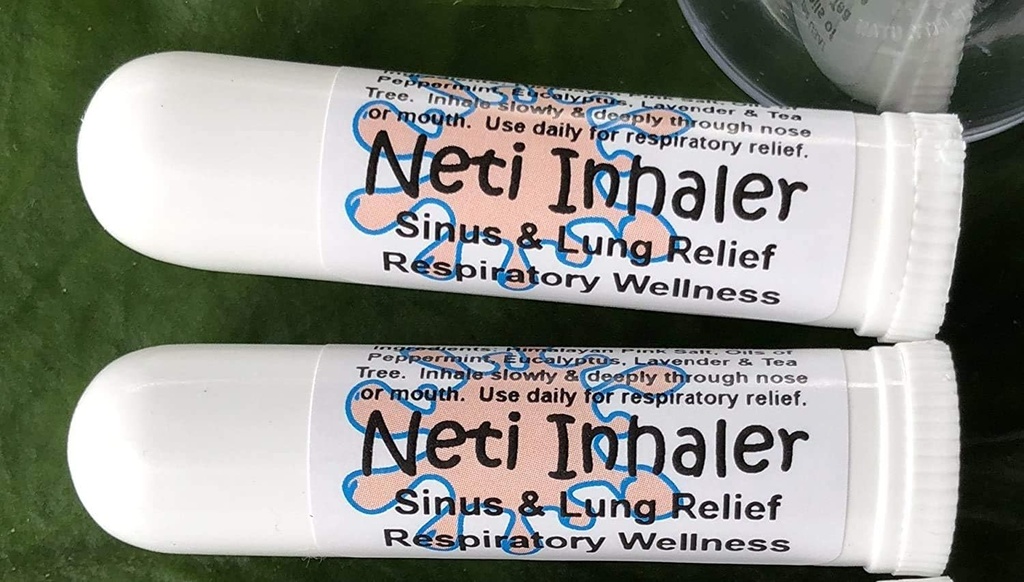 Peppermint, Eucalyptus, Lavender & Tea
Tree. Inhale slowly & deeply through nose
or mouth. Use daily for respiratory relief.
Neti Inhaler
Sinus & Lung Relief
Respiratory Wellness
Ingredients: Himalayan Pink Salt, Oils of
Peppermint, Eucalyptus, Lavender & Tea
Tree. Inhale slowly & deeply through nose
or mouth. Use daily for respiratory relief.
Neti Inhaler
Sinus & Lung Relief
Respiratory Wellness